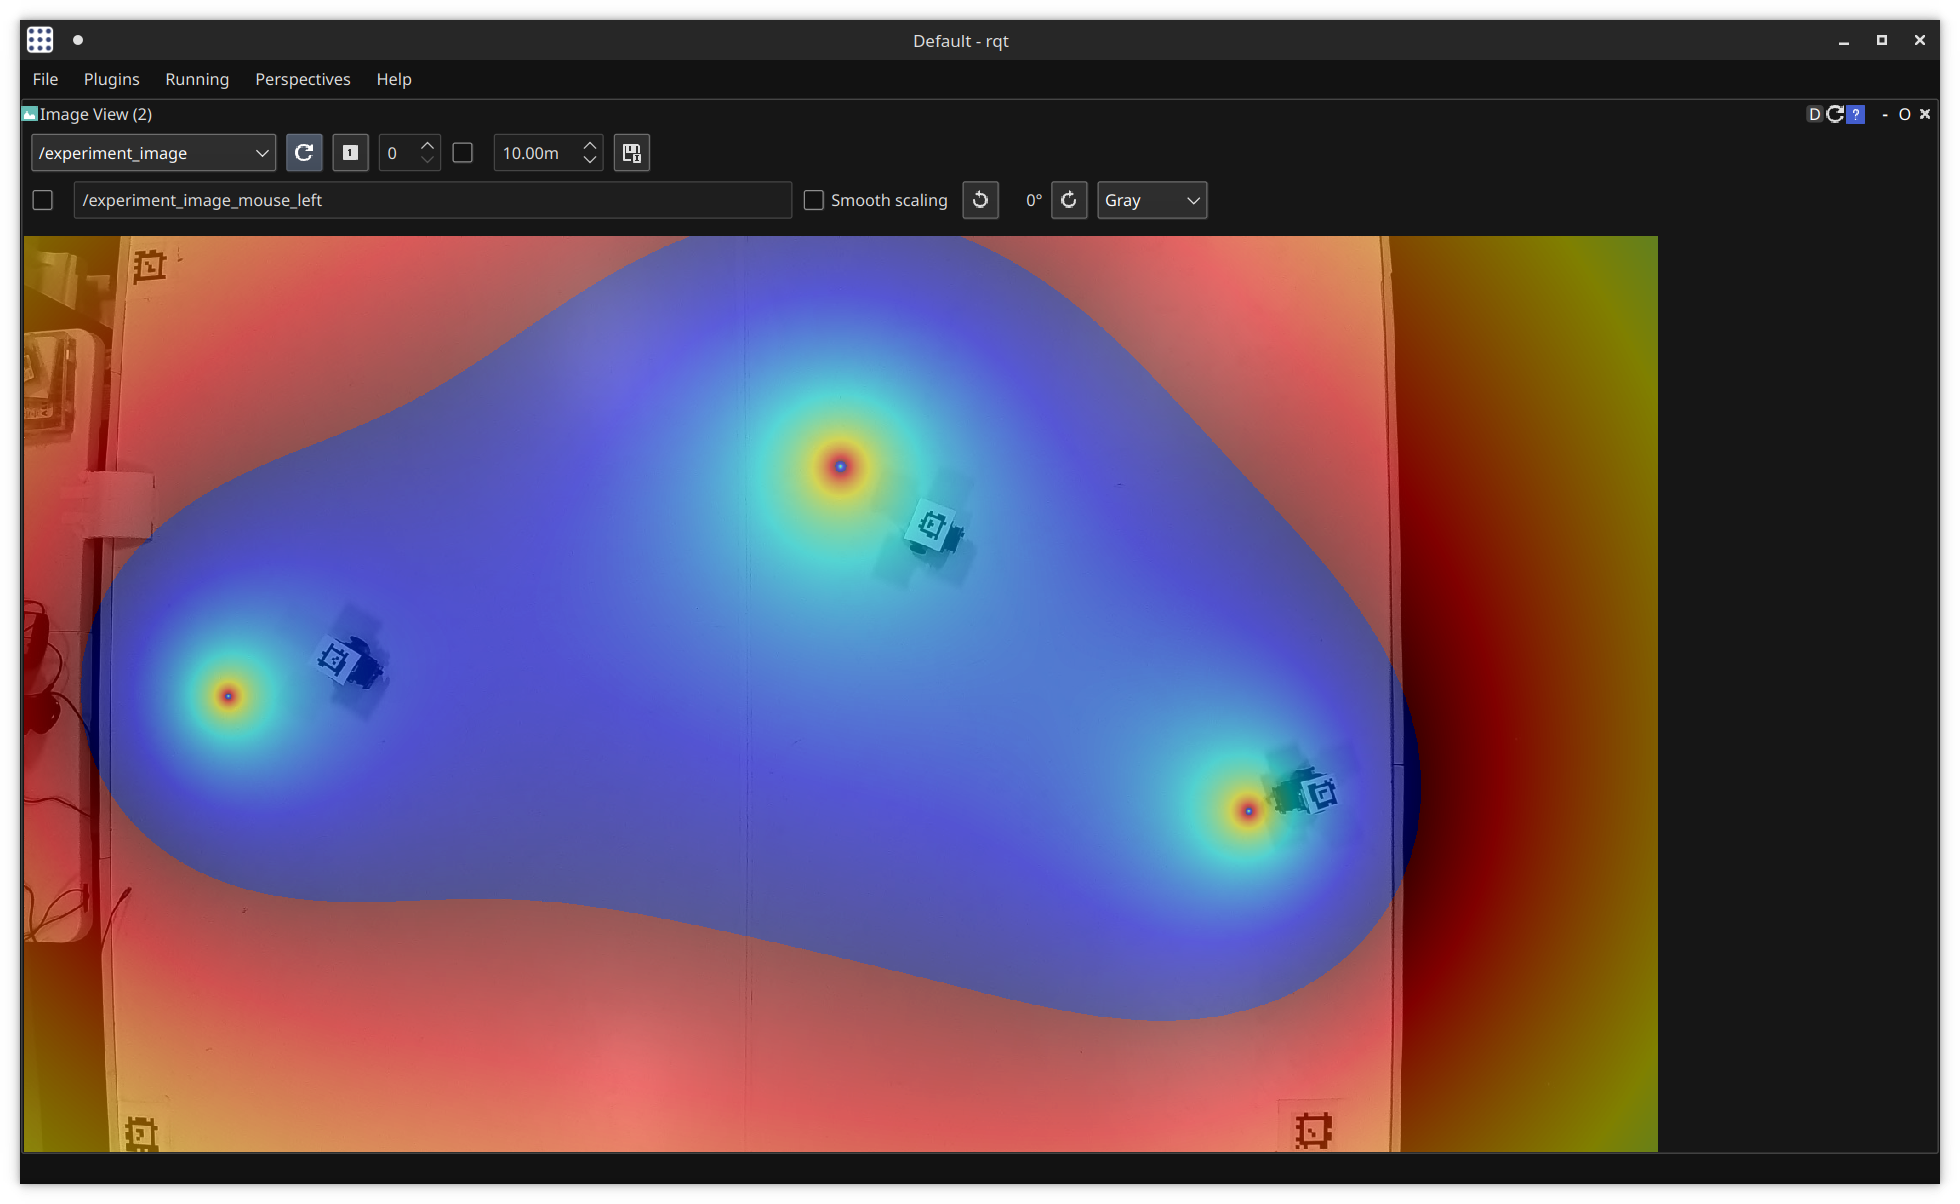 Default - rqt
File Plugins Running Perspectives Help
Image View (2) D ? - O
/experiment_image 1 0 10.00m
/experiment_image_mouse_left Smooth scaling 0° Gray